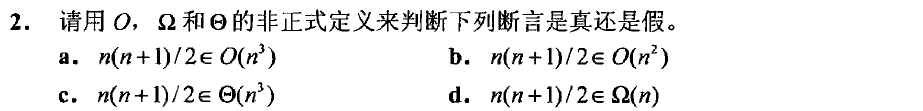 2. 请用 O，Ω 和 Θ 的非正式定义来判断下列断言是真还是假。
a. n(n+1)/2∈ O(n³) b. n(n+1)/2∈ O(n²)
c. n(n+1)/2∈ Θ(n³) d. n(n+1)/2∈ Ω(n)